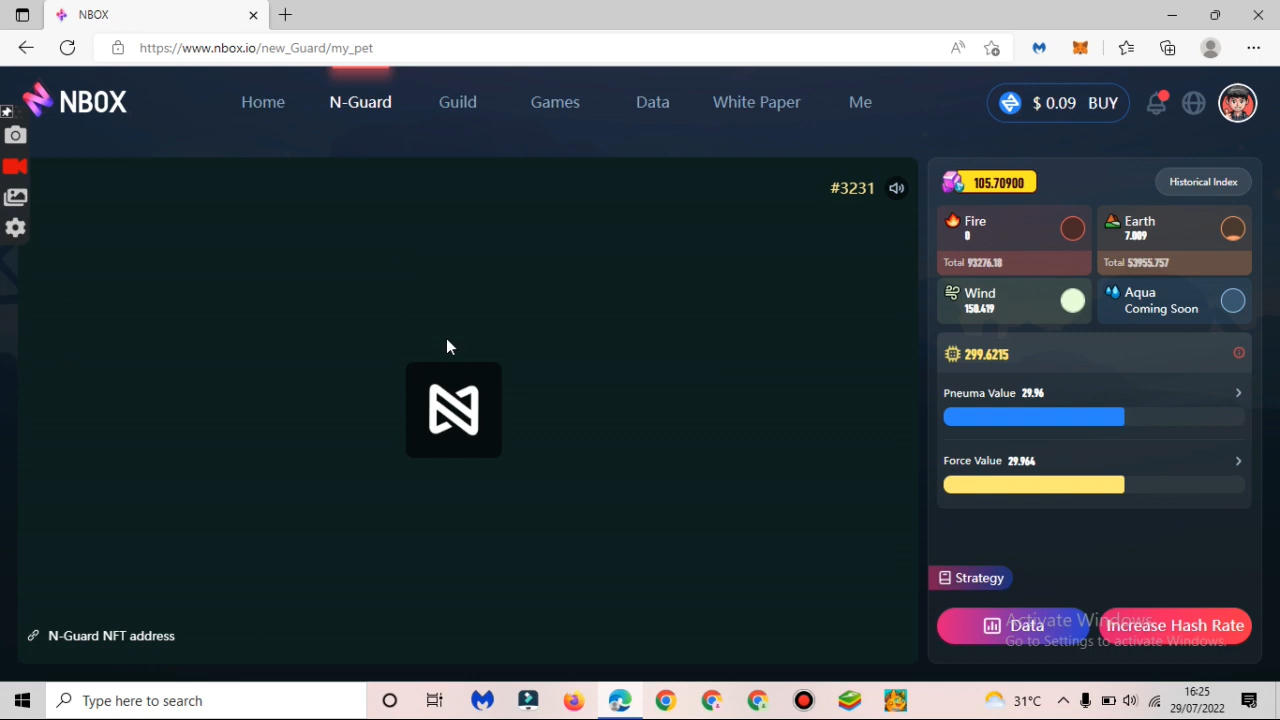 NBOX
https://www.nbox.io/new_Guard/my_pet
NBOX
Home
N-Guard
Guild
Games
Data
White Paper
Me
$ 0.09 BUY
#3231
105.70900
Historical Index
Fire
0
Total 93276.18
Earth
7.009
Total 53955.757
Wind
150.419
Aqua
Coming Soon
299.6215
Pneuma Value 29.96
Force Value 29.964
Strategy
Data
Increase Hash Rate
Activate Windows
Go to Settings to activate Windows.
N-Guard NFT address
Type here to search
31°C
16:25
29/07/2022